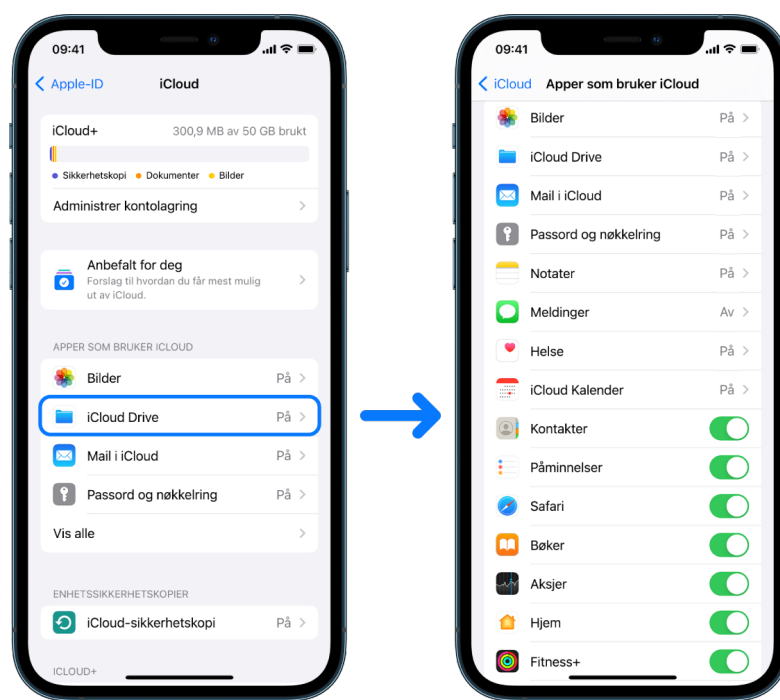 09:41
Apple-ID iCloud
iCloud+ 300,9 MB av 50 GB brukt
Sikkerhetskopi Dokumenter Bilder
Administrer kontolagring
Anbefalt for deg
Forslag til hvordan du får mest mulig
ut av iCloud.
APPER SOM BRUKER ICLOUD
Bilder På
iCloud Drive På
Mail i iCloud På
Passord og nøkkelring På
Vis alle
ENHETSSIKKERHETSKOPIER
iCloud-sikkerhetskopi På
ICLOUD+
09:41
iCloud Apper som bruker iCloud
Bilder På
iCloud Drive På
Mail i iCloud På
Passord og nøkkelring På
Notater På
Meldinger Av
Helse På
iCloud Kalender På
Kontakter
Påminnelser
Safari
Bøker
Aksjer
Hjem
Fitness+